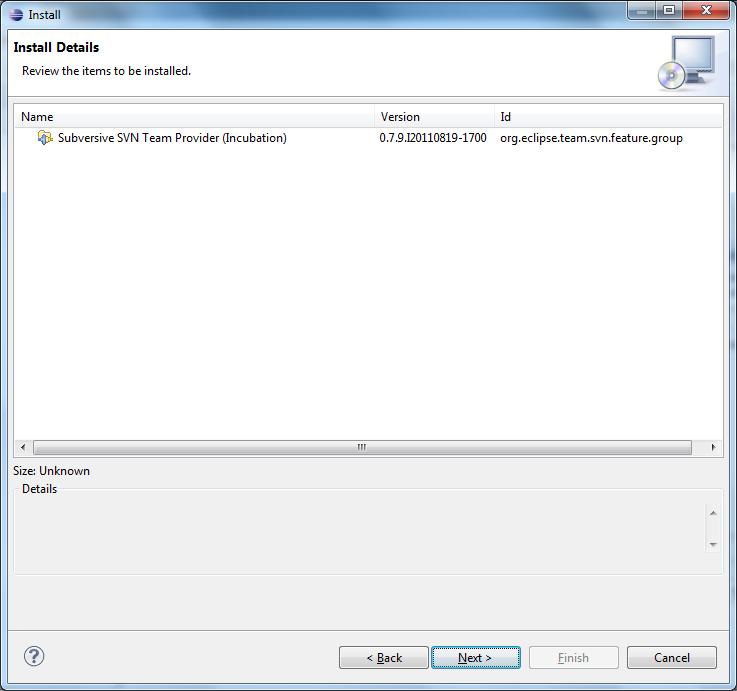 Install
Install Details
Review the items to be installed.
Name Version Id
Subversive SVN Team Provider (Incubation) 0.7.9.I20110819-1700 org.eclipse.team.svn.feature.group
Size: Unknown
Details
? < Back Next > Finish Cancel